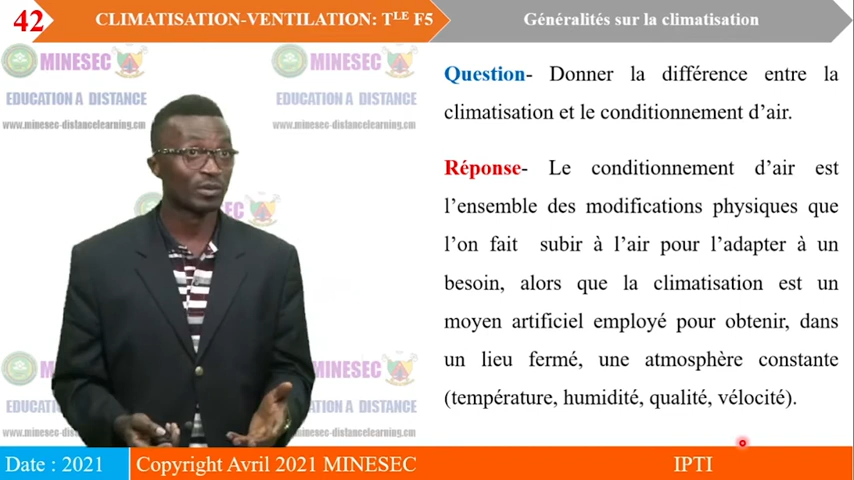 42
CLIMATISATION-VENTILATION: TLE F5
Généralités sur la climatisation
MINESEC
MINESEC
EDUCATION A DISTANCE
EDUCATION A DISTANCE
www.minesec-distancelearning.cm
www.minesec-distancelearning.cm
Question- Donner la différence entre la
climatisation et le conditionnement d'air.
Réponse- Le conditionnement d'air est
l'ensemble des modifications physiques que
l'on fait subir à l'air pour l'adapter à un
besoin, alors que la climatisation est un
moyen artificiel employé pour obtenir, dans
un lieu fermé, une atmosphère constante
(température, humidité, qualité, vélocité).
MINESEC
DISTANCE
Date : 2021
Copyright Avril 2021 MINESEC
IPTI